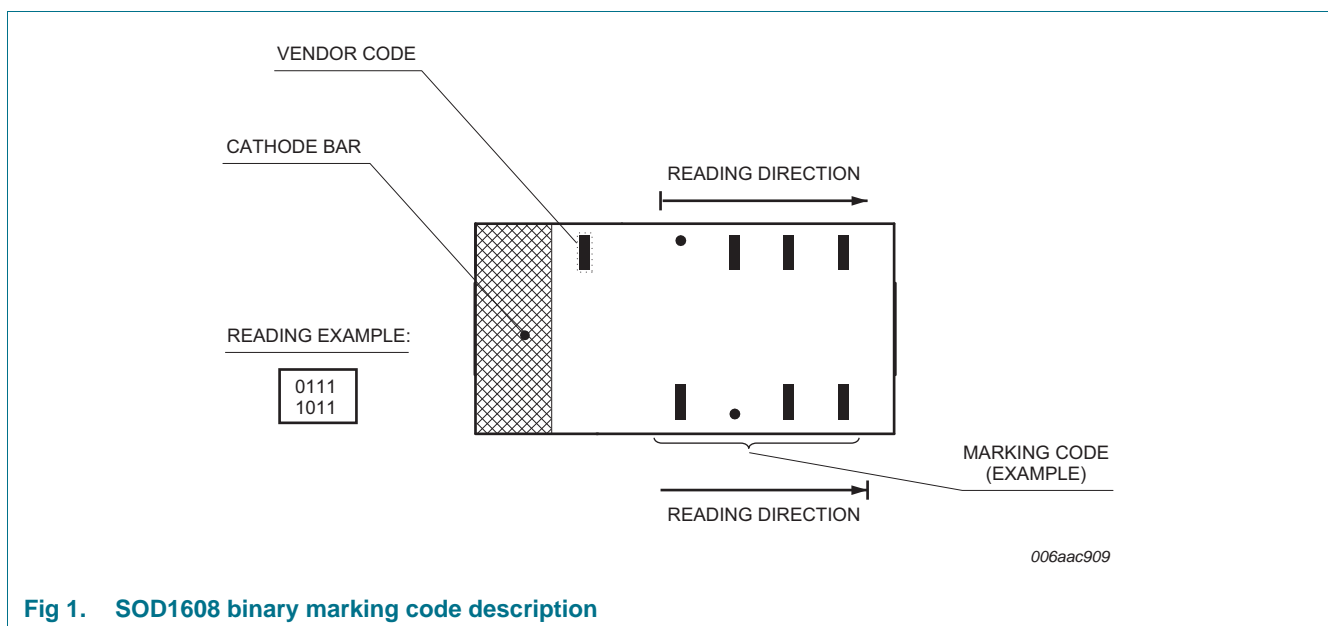 VENDOR CODE
CATHODE BAR
READING DIRECTION
READING EXAMPLE:
0111
1011
MARKING CODE
(EXAMPLE)
READING DIRECTION
006aac909
Fig 1. SOD1608 binary marking code description